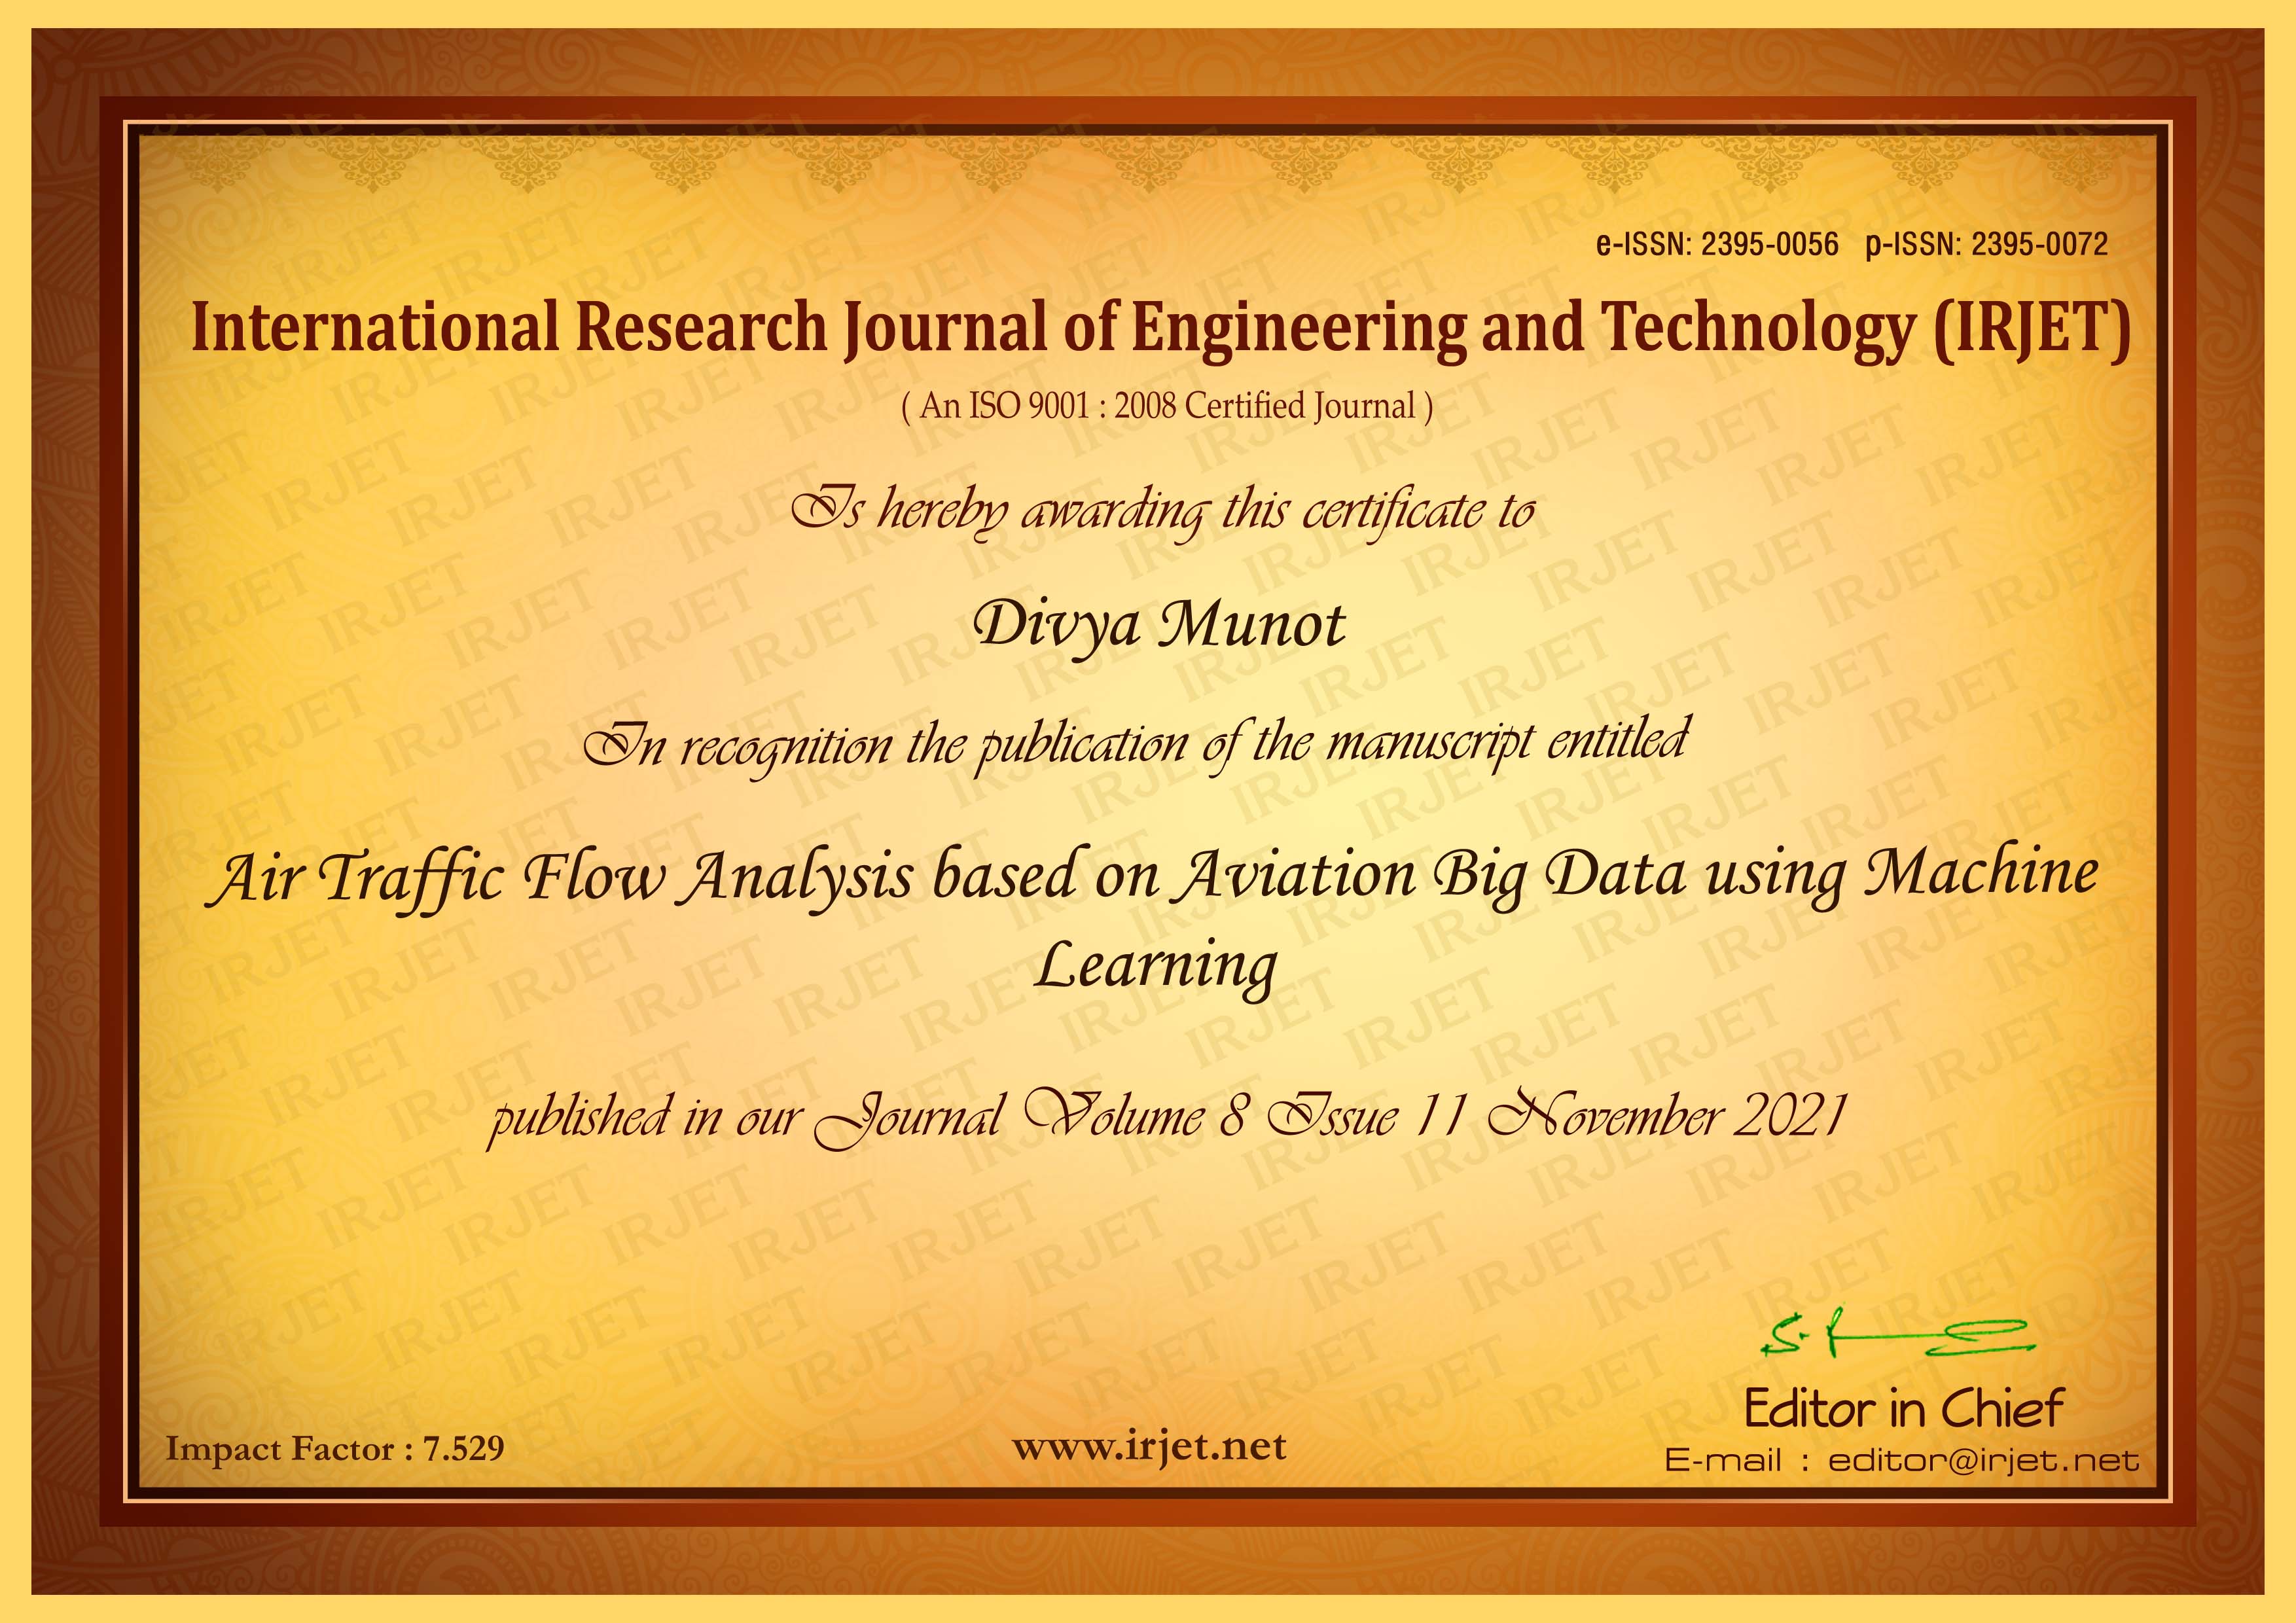 e-ISSN: 2395-0056 p-ISSN: 2395-0072
International Research Journal of Engineering and Technology (IRJET)
( An ISO 9001 : 2008 Certified Journal )
Is hereby awarding this certificate to
Divya Munot
In recognition the publication of the manuscript entitled
Air Traffic Flow Analysis based on Aviation Big Data using Machine
Learning
published in our Journal Volume 8 Issue 11 November 2021
Editor in Chief
Impact Factor : 7.529
www.irjet.net
E-mail : editor@irjet.net